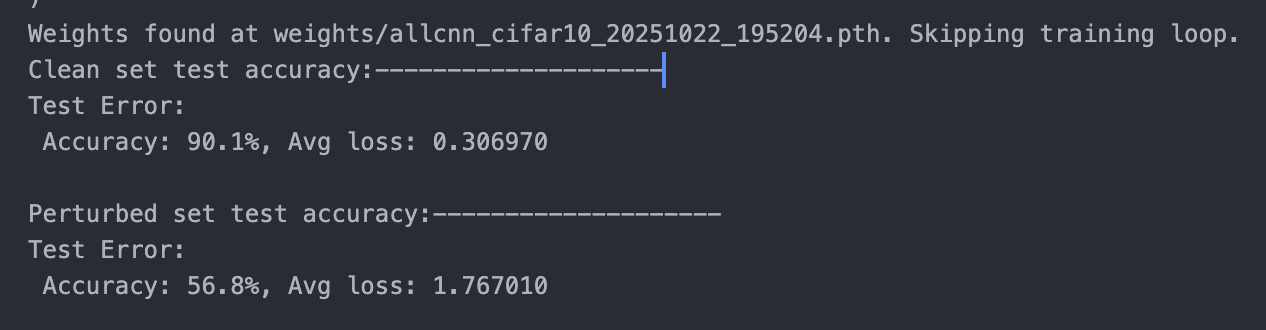 )
Weights found at weights/allcnn_cifar10_20251022_195204.pth. Skipping training loop.
Clean set test accuracy:--------------------
Test Error:
 Accuracy: 90.1%, Avg loss: 0.306970

Perturbed set test accuracy:--------------------
Test Error:
 Accuracy: 56.8%, Avg loss: 1.767010